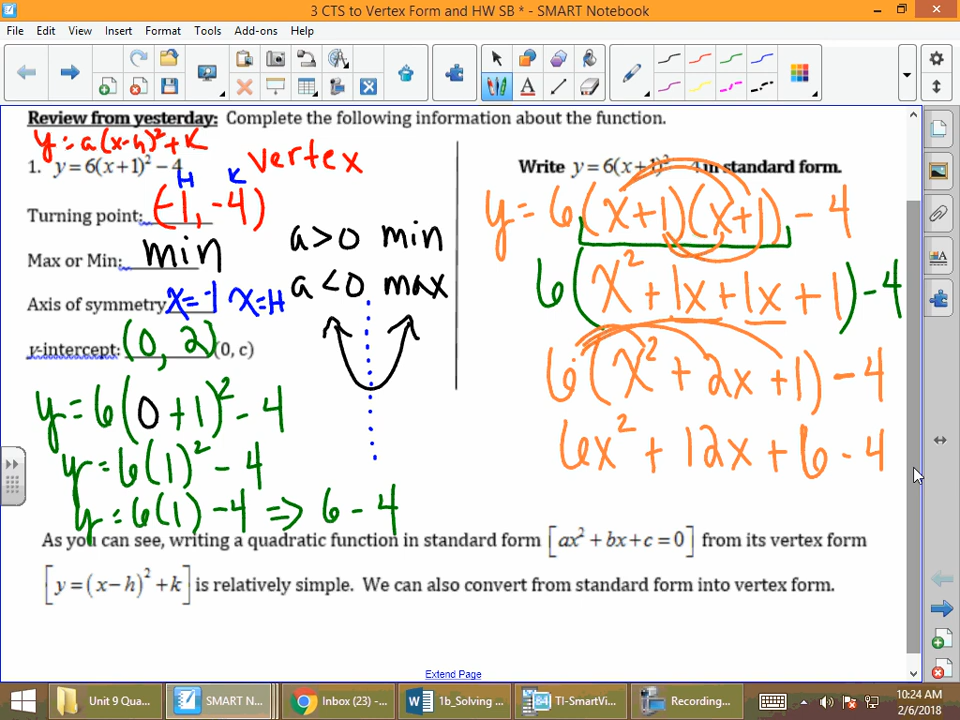 3 CTS to Vertex Form and HW SB * - SMART Notebook
File Edit View Insert Format Tools Add-ons Help
Review from yesterday: Complete the following information about the function.
y=a(x-h)²+k
vertex
1. y=6(x+1)²-4
H K
Turning point: (-1, -4)
Max or Min: min
Axis of symmetry x=-1 x=H
y-intercept: (0, 2) (0, c)
a>0 min
a<0 max
y=6(0+1)²-4
y=6(1)²-4
y=6(1)-4 => 6-4
Write y=6(x+1)²-4 in standard form.
y=6(x+1)(x+1)-4
6(x²+1x+1x+1)-4
6(x²+2x+1)-4
6x²+12x+6-4
As you can see, writing a quadratic function in standard form [ax²+bx+c=0] from its vertex form
[y=(x-h)²+k] is relatively simple. We can also convert from standard form into vertex form.
Extend Page
Unit 9 Qua... SMART Not... Inbox (23) -... 1b_Solving ... TI-SmartVi... Recording...
10:24 AM
2/6/2018